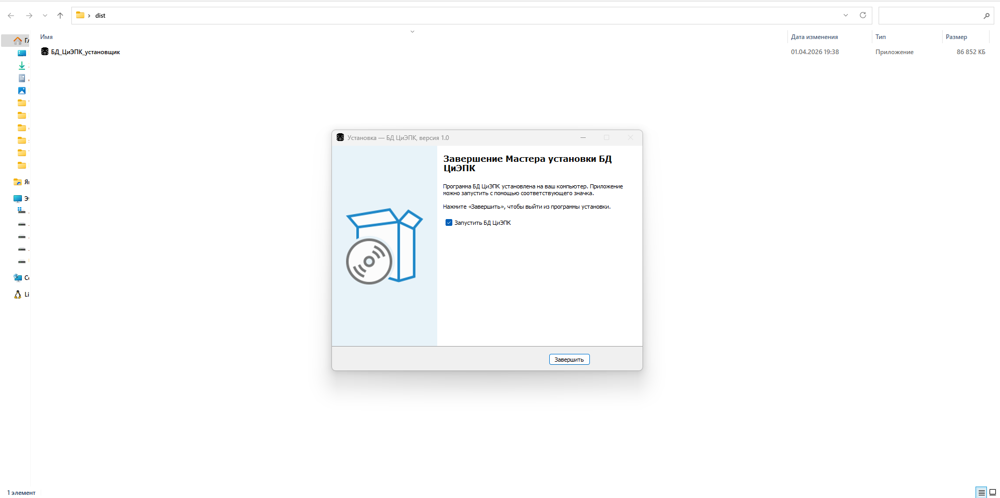 dist
Имя
Дата изменения
Тип
Размер
БД_ЦиЭПК_установщик
01.04.2026 19:38
Приложение
86 852 КБ
Установка — БД ЦиЭПК, версия 1.0
Завершение Мастера установки БД
ЦиЭПК
Программа БД ЦиЭПК установлена на ваш компьютер. Приложение
можно запустить с помощью соответствующего значка.
Нажмите «Завершить», чтобы выйти из программы установки.
Запустить БД ЦиЭПК
Завершить
Li
1 элемент